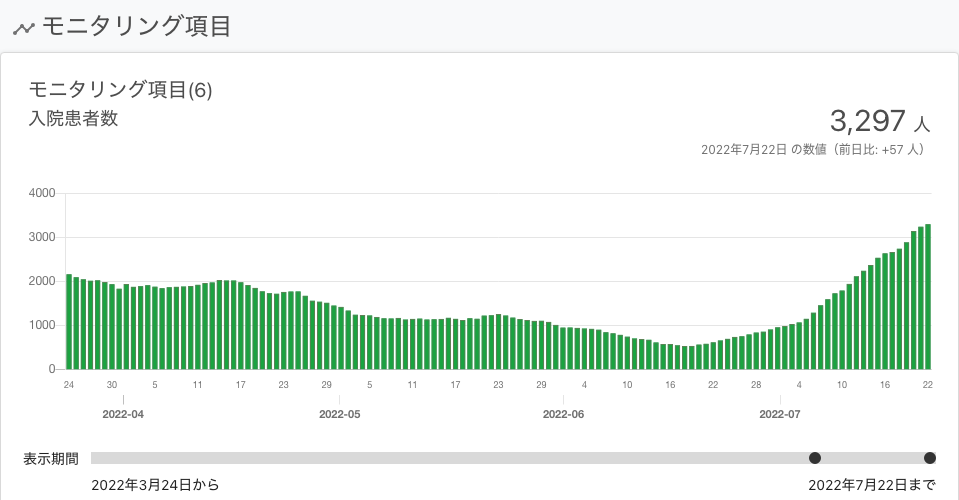 モニタリング項目
モニタリング項目(6)
入院患者数
3,297 人
2022年7月22日 の数値（前日比: +57 人）
4000
3000
2000
1000
0
24 30 5 11 17 23 29 5 11 17 23 29 4 10 16 22 28 4 10 16 22
2022-04 2022-05 2022-06 2022-07
表示期間
2022年3月24日から 2022年7月22日まで